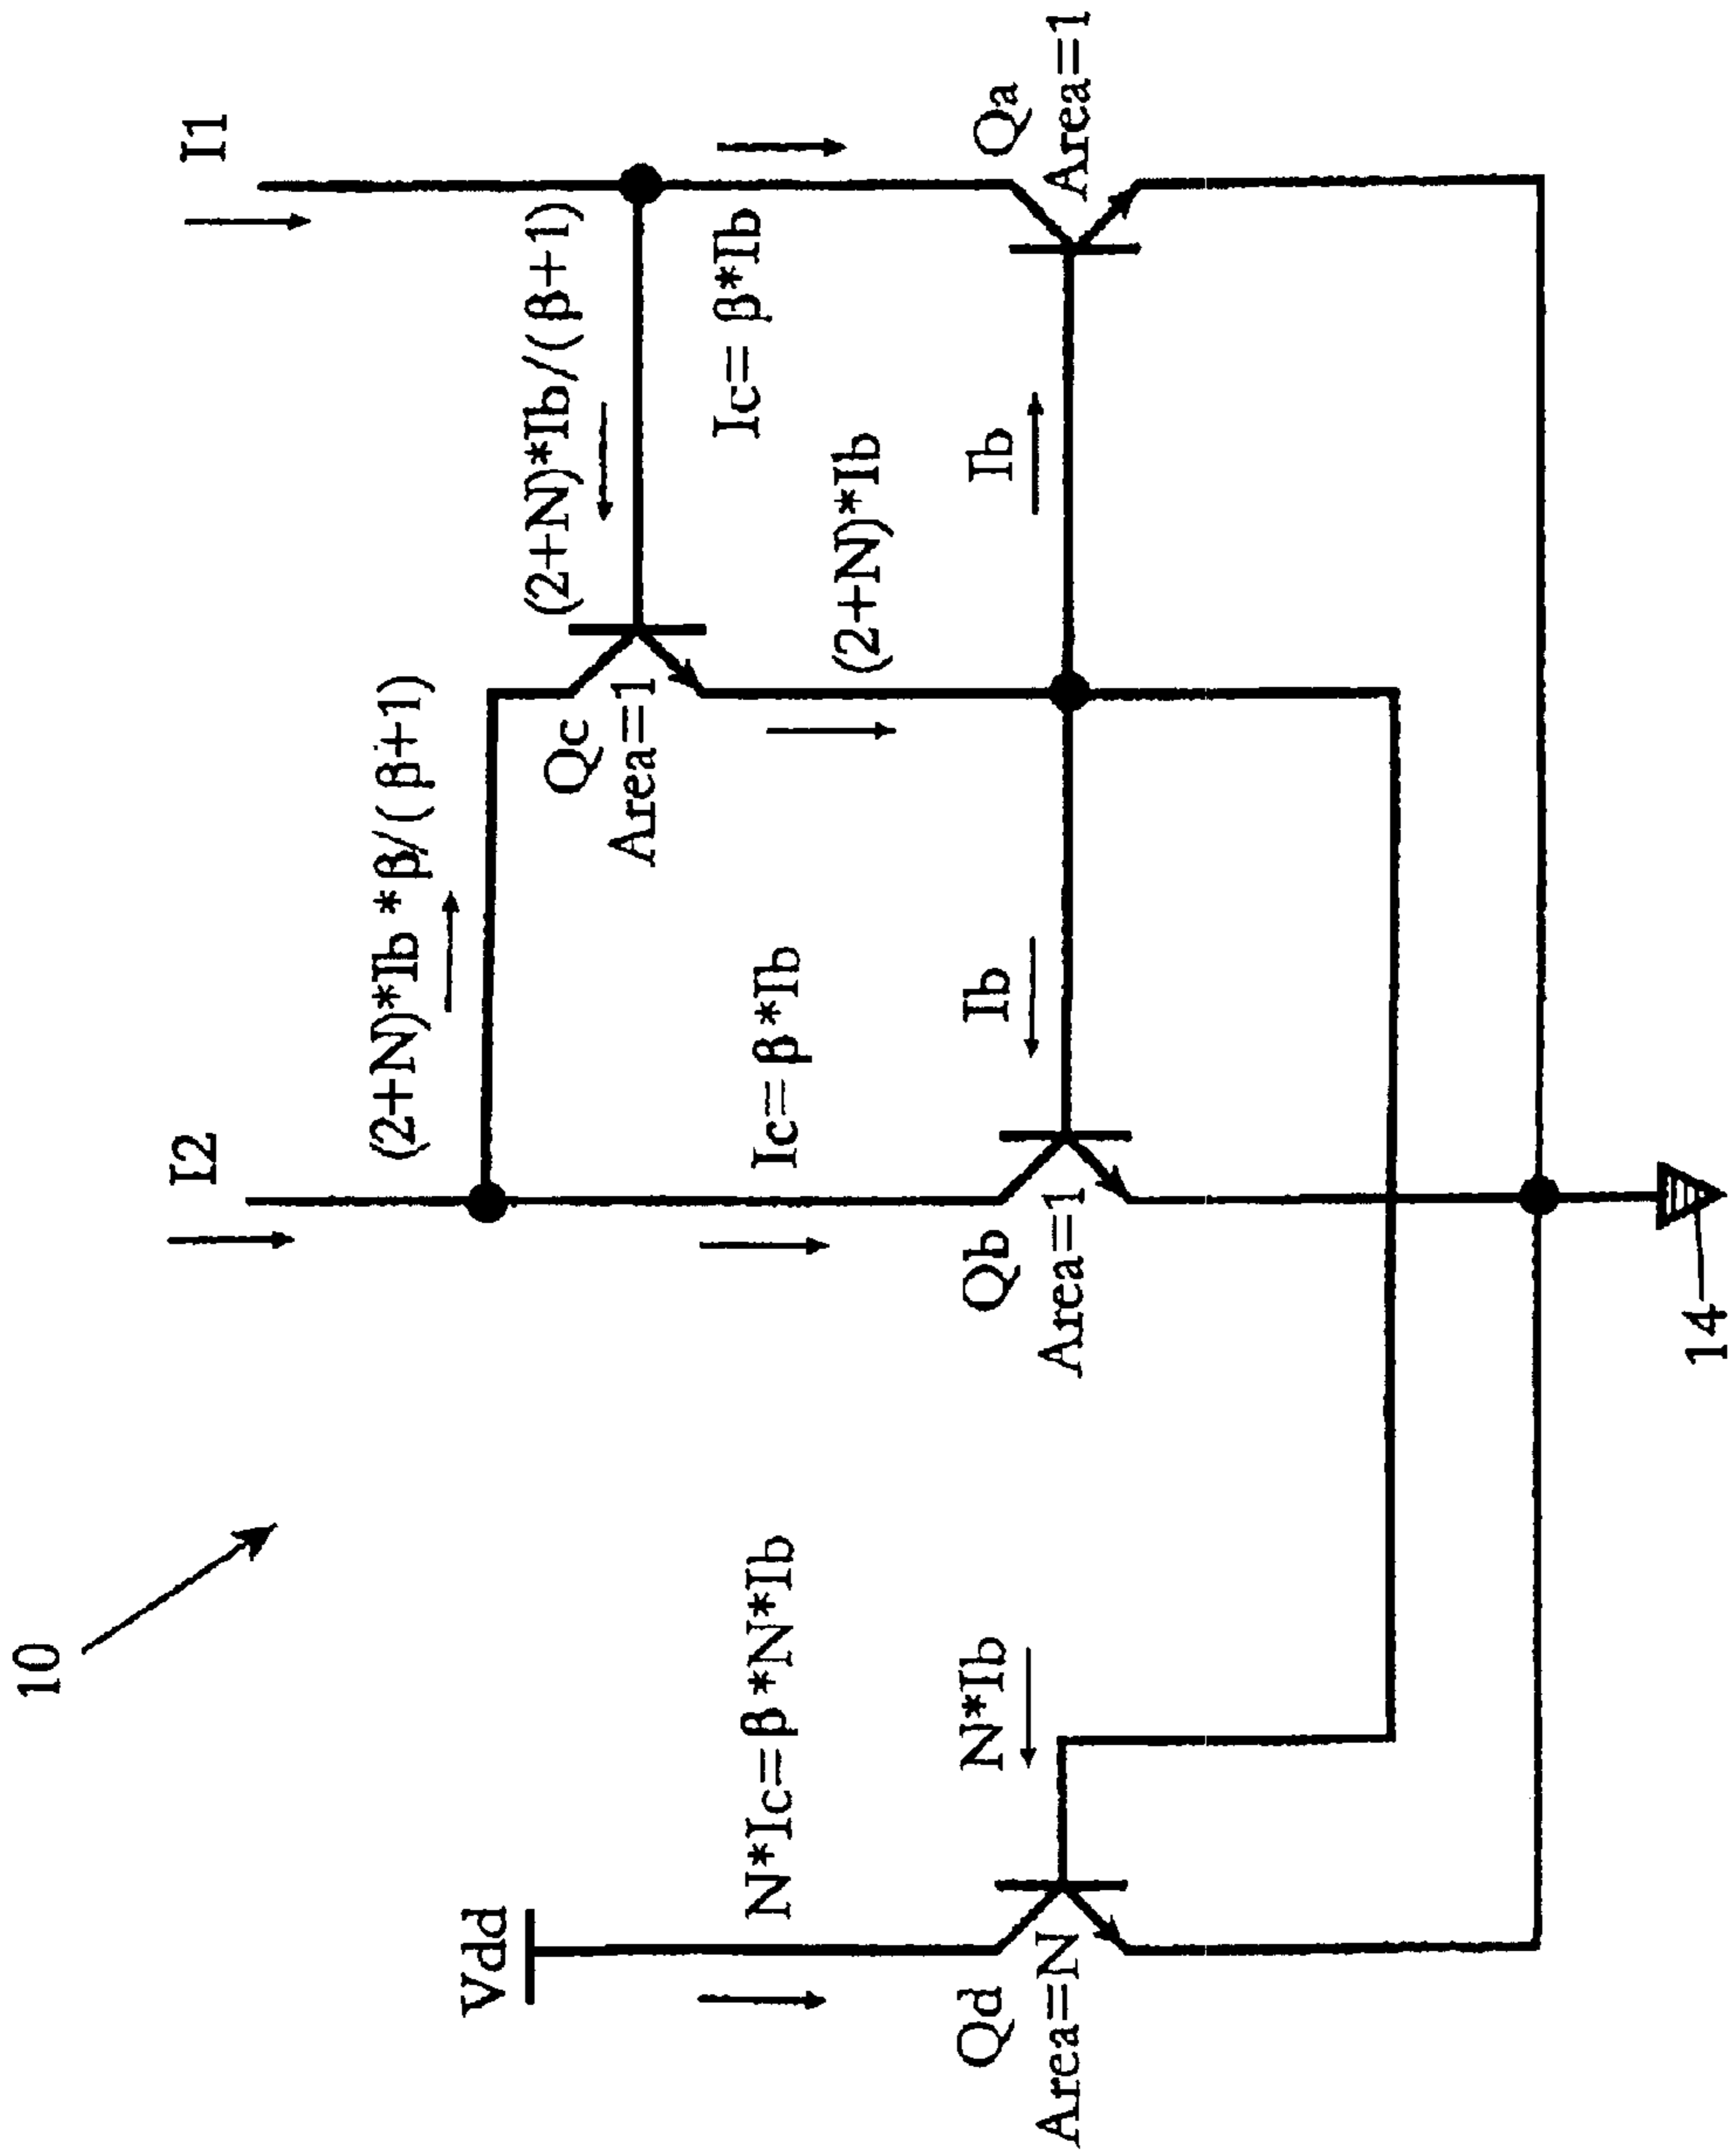 10
I2
I1
(2+N)*Ib*β/(β+1)
(2+N)*Ib/(β+1)
Vdd
Qc
Area=1
N*Ic=β*N*Ib
Ic=β*Ib
Ic=β*Ib
(2+N)*Ib
Qd
Area=N
N*Ib
Qb
Area=1
Ib
Ib
Qa
Area=1
14